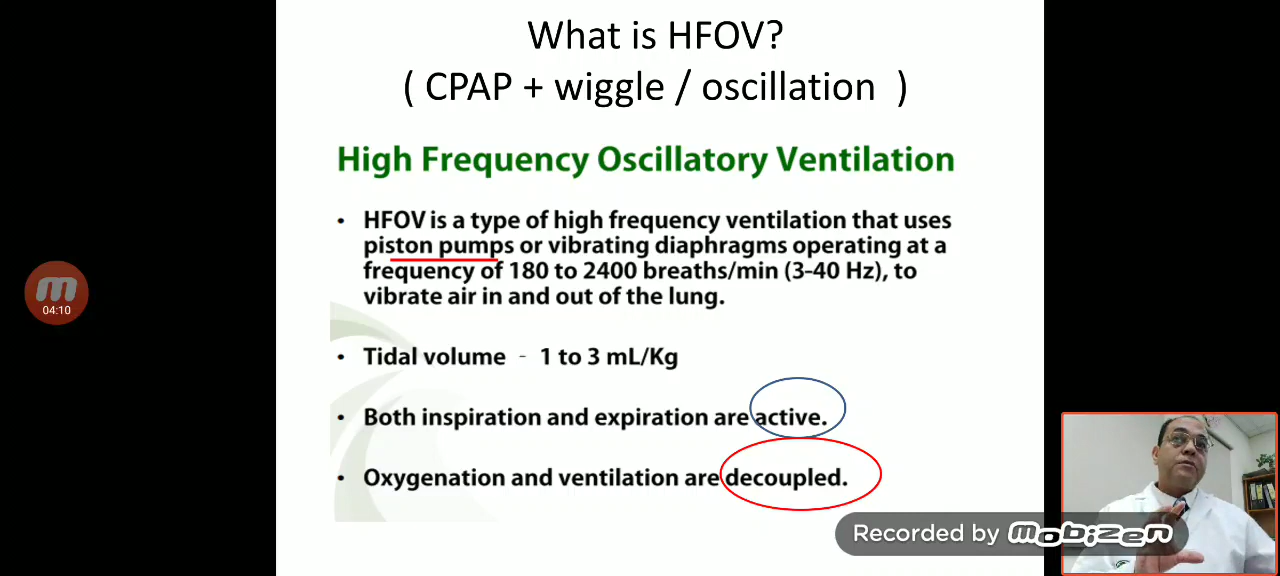 What is HFOV?
( CPAP + wiggle / oscillation )
High Frequency Oscillatory Ventilation
• HFOV is a type of high frequency ventilation that uses
piston pumps or vibrating diaphragms operating at a
frequency of 180 to 2400 breaths/min (3-40 Hz), to
vibrate air in and out of the lung.
• Tidal volume - 1 to 3 mL/Kg
• Both inspiration and expiration are active.
• Oxygenation and ventilation are decoupled.
m
04:10
Recorded by mobizen